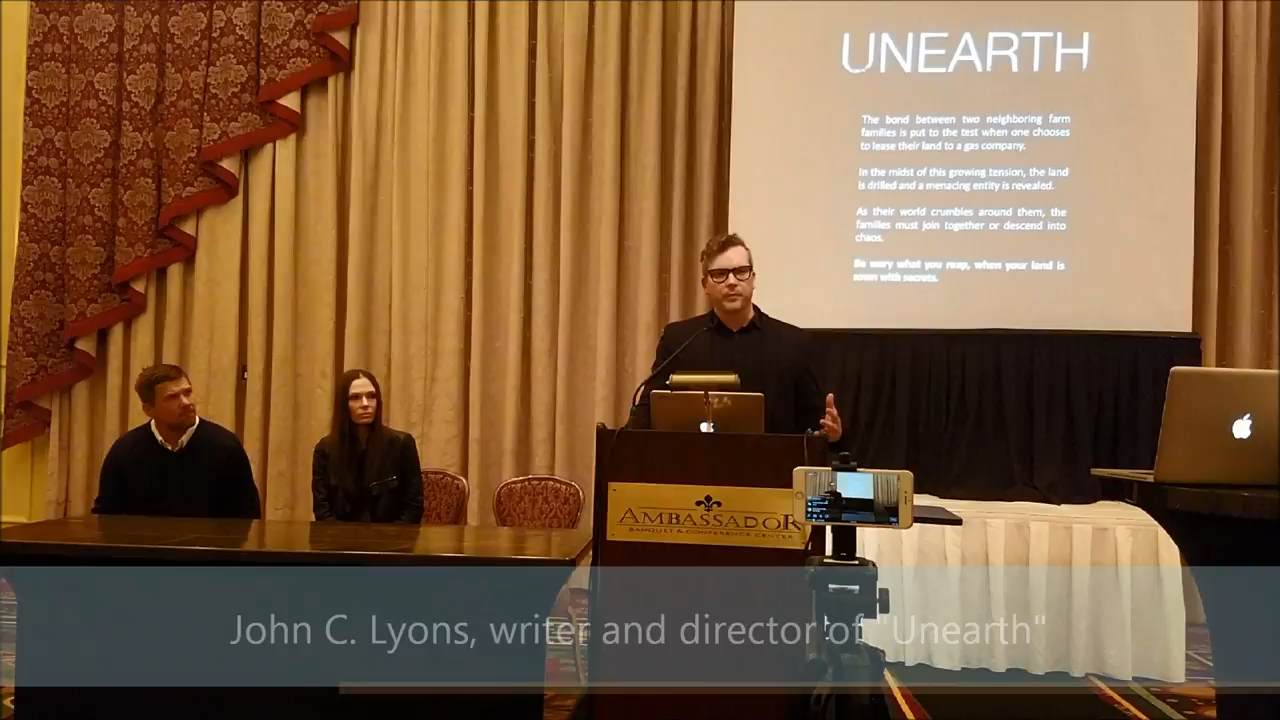 UNEARTH
The bond between two neighboring farm
families is put to the test when one chooses
to lease their land to a gas company.
In the midst of this growing tension, the land
is drilled and a menacing entity is revealed.
As their world crumbles around them, the
families must join together or descend into
chaos.
Be wary what you reap, when your land is
sown with secrets.
AMBASSADOR
BANQUET & CONFERENCE CENTER
John C. Lyons, writer and director of "Unearth"